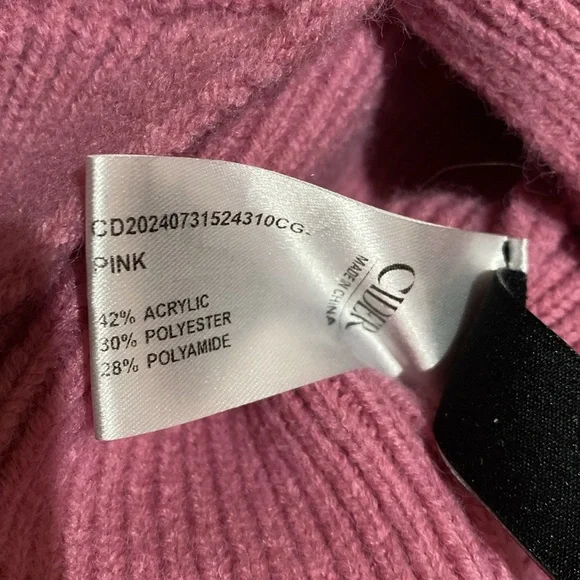 CD20240731524310CG-
PINK
42% ACRYLIC
30% POLYESTER
28% POLYAMIDE
CIDER
MADE IN CHINA